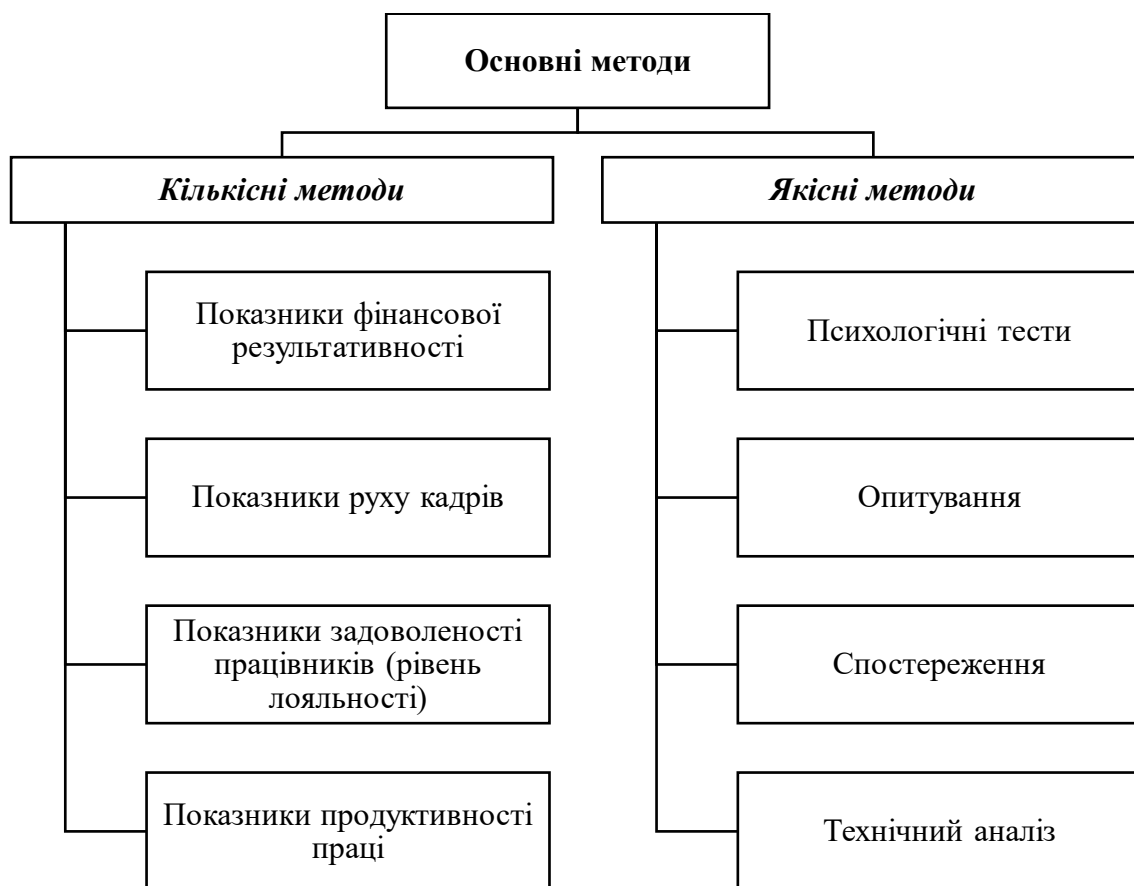 Основні методи
Кількісні методи
Показники фінансової
результативності
Показники руху кадрів
Показники задоволеності
працівників (рівень
лояльності)
Показники продуктивності
праці
Якісні методи
Психологічні тести
Опитування
Спостереження
Технічний аналіз